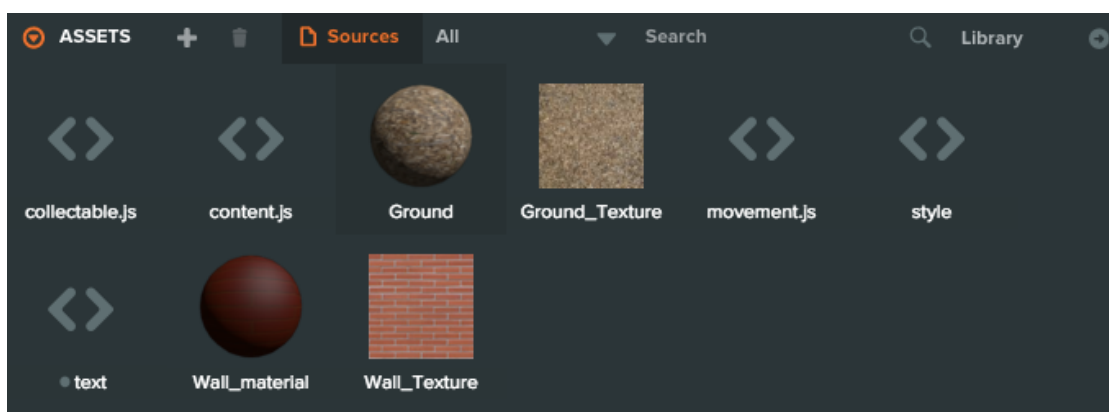 ASSETS Sources All Search Library
collectable.js content.js Ground Ground_Texture movement.js style
text Wall_material Wall_Texture